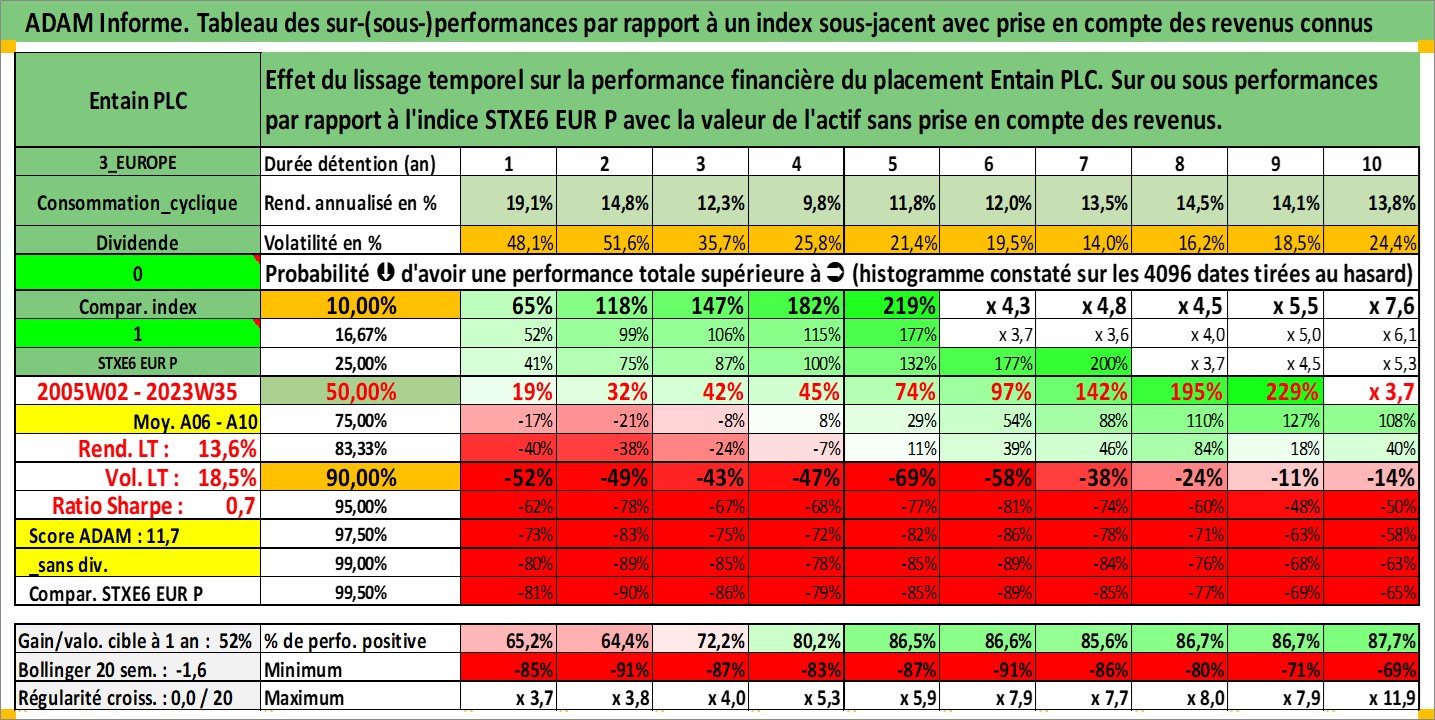 ADAM Informe. Tableau des sur-(sous-)performances par rapport à un index sous-jacent avec prise en compte des revenus connus
Entain PLC
Effet du lissage temporel sur la performance financière du placement Entain PLC. Sur ou sous performances
par rapport à l'indice STXE6 EUR P avec la valeur de l'actif sans prise en compte des revenus.
3_EUROPE Durée détention (an) 1 2 3 4 5 6 7 8 9 10
Consommation_cyclique Rend. annualisé en % 19,1% 14,8% 12,3% 9,8% 11,8% 12,0% 13,5% 14,5% 14,1% 13,8%
Dividende Volatilité en % 48,1% 51,6% 35,7% 25,8% 21,4% 19,5% 14,0% 16,2% 18,5% 24,4%
0 Probabilité ⮋ d'avoir une performance totale supérieure à ⮊ (histogramme constaté sur les 4096 dates tirées au hasard)
Compar. index 10,00% 65% 118% 147% 182% 219% x 4,3 x 4,8 x 4,5 x 5,5 x 7,6
1 16,67% 52% 99% 106% 115% 177% x 3,7 x 3,6 x 4,0 x 5,0 x 6,1
STXE6 EUR P 25,00% 41% 75% 87% 100% 132% 177% 200% x 3,7 x 4,5 x 5,3
2005W02 - 2023W35 50,00% 19% 32% 42% 45% 74% 97% 142% 195% 229% x 3,7
Moy. A06 - A10 75,00% -17% -21% -8% 8% 29% 54% 88% 110% 127% 108%
Rend. LT : 13,6% 83,33% -40% -38% -24% -7% 11% 39% 46% 84% 18% 40%
Vol. LT : 18,5% 90,00% -52% -49% -43% -47% -69% -58% -38% -24% -11% -14%
Ratio Sharpe : 0,7 95,00% -62% -78% -67% -68% -77% -81% -74% -60% -48% -50%
Score ADAM : 11,7 97,50% -73% -83% -75% -72% -82% -86% -78% -71% -63% -58%
_sans div. 99,00% -80% -89% -85% -78% -85% -89% -84% -76% -68% -63%
Compar. STXE6 EUR P 99,50% -81% -90% -86% -79% -85% -89% -85% -77% -69% -65%
Gain/valo. cible à 1 an : 52% % de perfo. positive 65,2% 64,4% 72,2% 80,2% 86,5% 86,6% 85,6% 86,7% 86,7% 87,7%
Bollinger 20 sem. : -1,6 Minimum -85% -91% -87% -83% -87% -91% -86% -80% -71% -69%
Régularité croiss. : 0,0 / 20 Maximum x 3,7 x 3,8 x 4,0 x 5,3 x 5,9 x 7,9 x 7,7 x 8,0 x 7,9 x 11,9